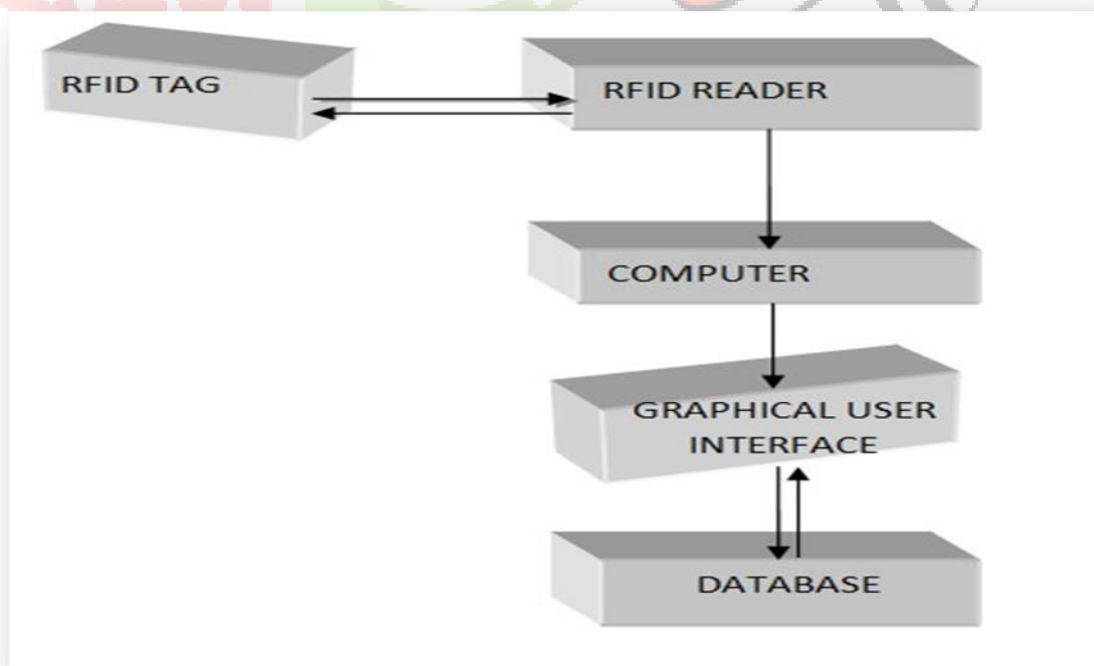 RFID TAG
RFID READER
COMPUTER
GRAPHICAL USER
INTERFACE
DATABASE